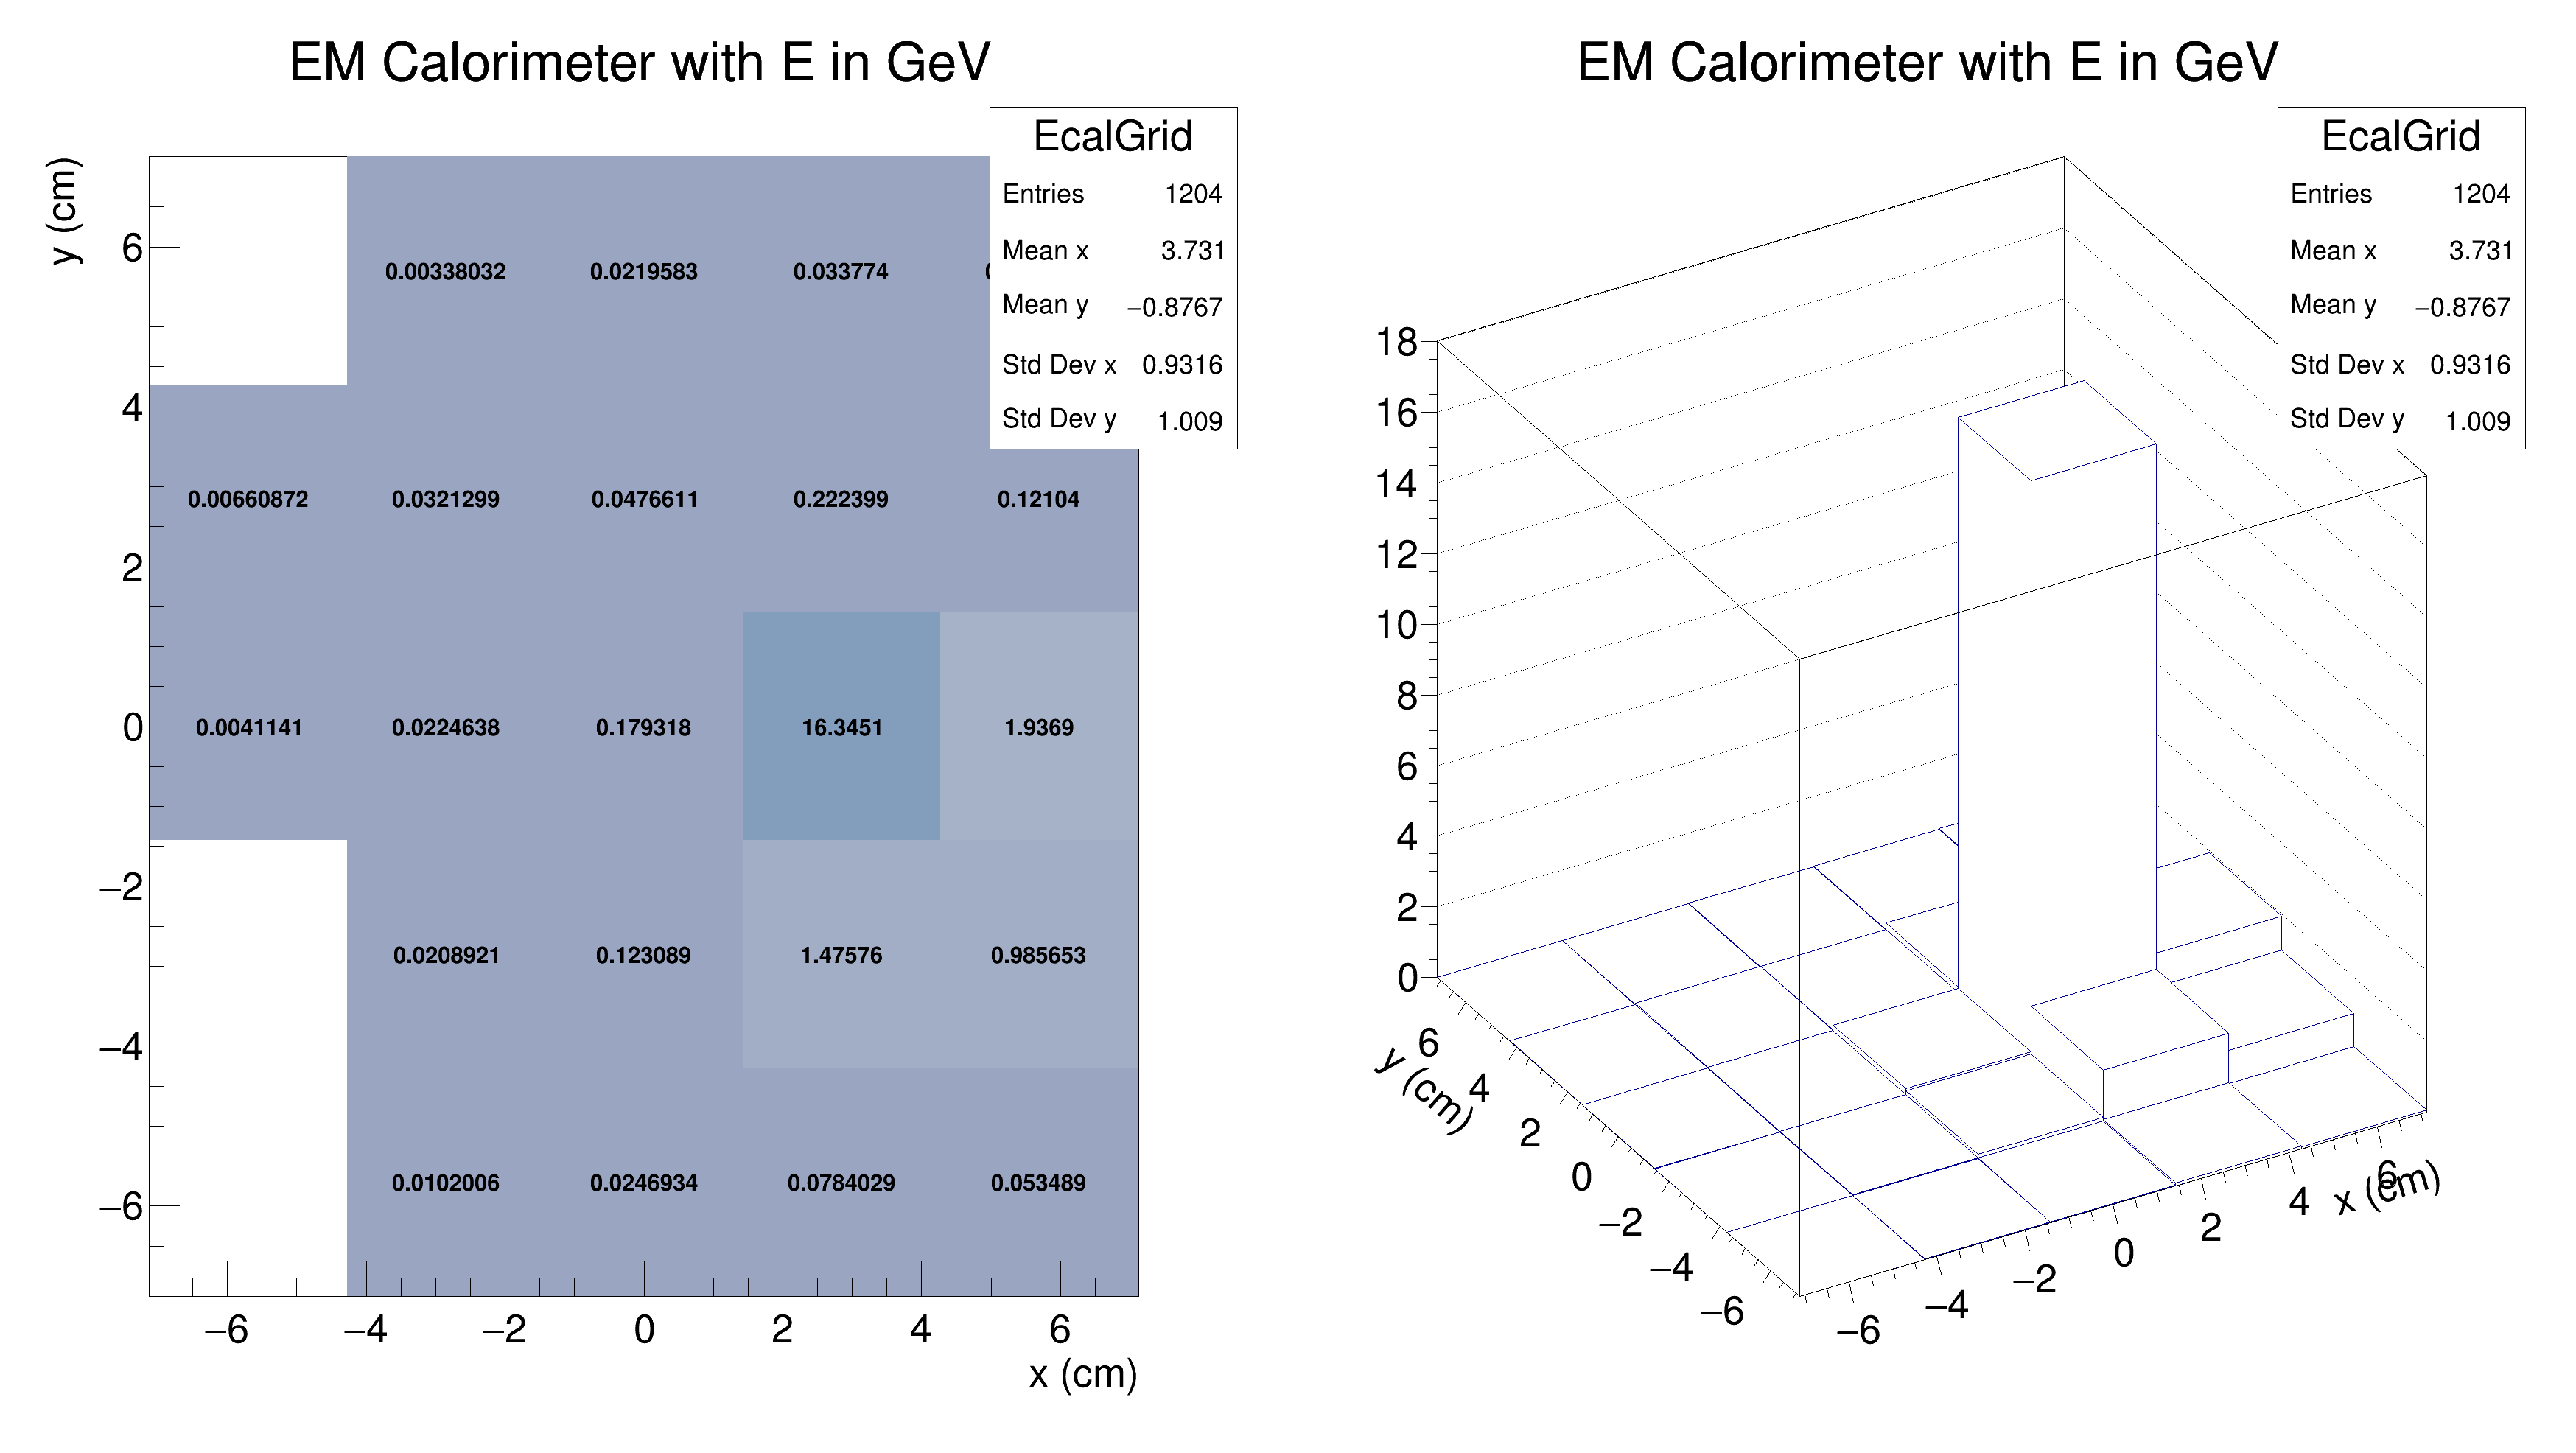 EM Calorimeter with E in GeV
EcalGrid
Entries 1204
Mean x 3.731
Mean y −0.8767
Std Dev x 0.9316
Std Dev y 1.009
y (cm)
6
4
2
0
−2
−4
−6
0.00338032 0.0219583 0.033774
0.00660872 0.0321299 0.0476611 0.222399 0.12104
0.0041141 0.0224638 0.179318 16.3451 1.9369
0.0208921 0.123089 1.47576 0.985653
0.0102006 0.0246934 0.0784029 0.053489
−6 −4 −2 0 2 4 6
x (cm)
EM Calorimeter with E in GeV
EcalGrid
Entries 1204
Mean x 3.731
Mean y −0.8767
Std Dev x 0.9316
Std Dev y 1.009
18
16
14
12
10
8
6
4
2
0
y (cm)
6
4
2
0
−2
−4
−6
−6 −4 −2 0 2 4 6
x (cm)